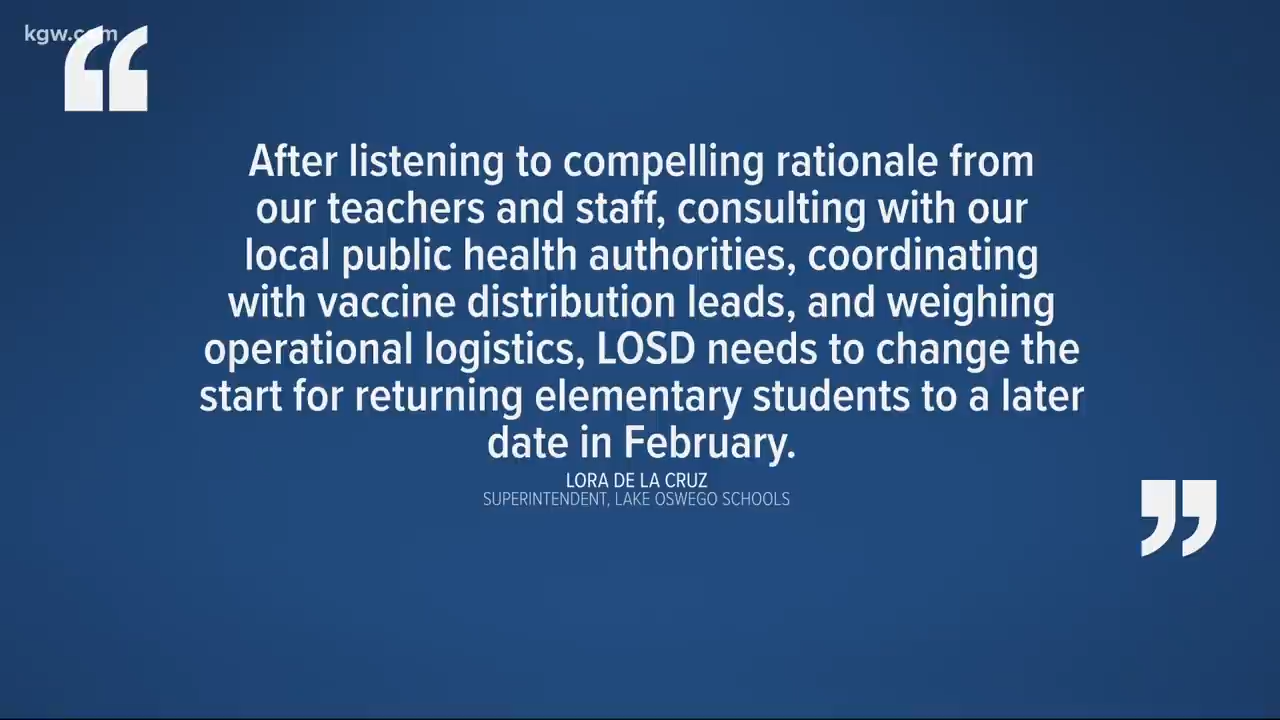 kgw.com
“
After listening to compelling rationale from
our teachers and staff, consulting with our
local public health authorities, coordinating
with vaccine distribution leads, and weighing
operational logistics, LOSD needs to change the
start for returning elementary students to a later
date in February.
LORA DE LA CRUZ
SUPERINTENDENT, LAKE OSWEGO SCHOOLS
”